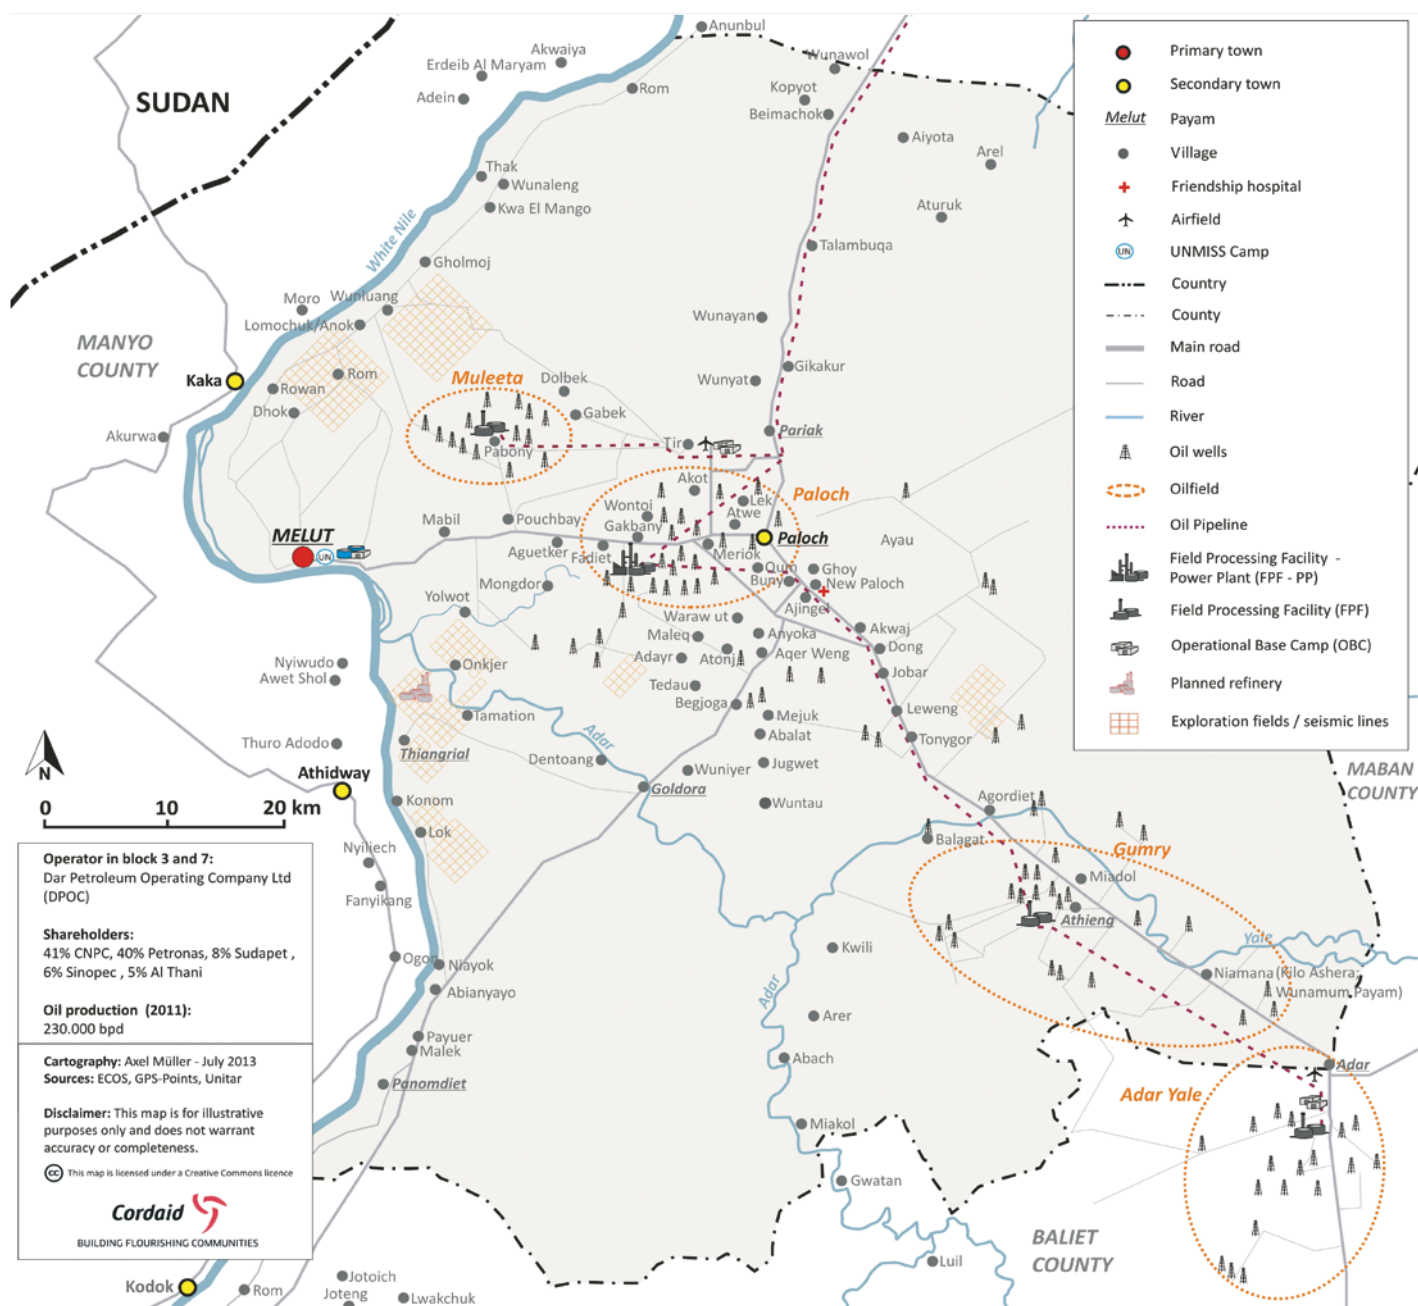 Anunbul
Akwaiya
Wunawol
Erdeib Al Maryam
Adein
Rom
Kopyot
Beimachok
SUDAN
Aiyota
Arel
Thak
Wunaleng
Kwa El Mango
Aturuk
White Nile
Talambuqa
Gholmoj
Moro
Wunluang
Lomochuk/Anok
Wunayan
MANYO
COUNTY
Kaka
Rowan
Rom
Dhok
Akurwa
Muleeta
Dolbek
Gabek
Wunyat
Gikakur
Pabony
Tir
Pariak
Akot
Paloch
Lek
Wontoi
Atwe
Gakbany
Mabil
Pouchbay
MELUT
UN
Aguetker
Fadiet
Meriok
Paloch
Ayau
Qum
Buny
Ghoy
New Paloch
Mongdor
Ajingel
Yolwot
Waraw ut
Maleq
Anyoka
Akwaj
Adayr
Atonj
Aqer Weng
Dong
Nyiwudo
Awet Shol
Onkjer
Jobar
Tedau
Begjoga
Leweng
Tamation
Mejuk
Adar
Abalat
Tonygor
Thuro Adodo
Thiangrial
Dentoang
Wuniyer
Jugwet
Athidway
Goldora
Wuntau
Konom
Agordiet
MABAN
COUNTY
Lok
Balagat
Gumry
Nyiliech
Miadol
Fanyikang
Athieng
Kwili
Yale
Ogon
Niayok
Adar
Niamana (Kilo Ashera;
Wunamum Payam)
Abianyayo
Arer
Payuer
Malek
Abach
Adar
Panomdiet
Adar Yale
Miakol
Gwatan
BALIET
COUNTY
Luil
Kodok
Rom
Jotoich
Joteng
Lwakchuk
Primary town
Secondary town
Melut Payam
Village
Friendship hospital
Airfield
UN UNMISS Camp
Country
County
Main road
Road
River
Oil wells
Oilfield
Oil Pipeline
Field Processing Facility -
Power Plant (FPF - PP)
Field Processing Facility (FPF)
Operational Base Camp (OBC)
Planned refinery
Exploration fields / seismic lines
N
0 10 20 km
Operator in block 3 and 7:
Dar Petroleum Operating Company Ltd
(DPOC)
Shareholders:
41% CNPC, 40% Petronas, 8% Sudapet ,
6% Sinopec , 5% Al Thani
Oil production (2011):
230.000 bpd
Cartography: Axel Müller - July 2013
Sources: ECOS, GPS-Points, Unitar
Disclaimer: This map is for illustrative
purposes only and does not warrant
accuracy or completeness.
cc This map is licensed under a Creative Commons licence
Cordaid
BUILDING FLOURISHING COMMUNITIES